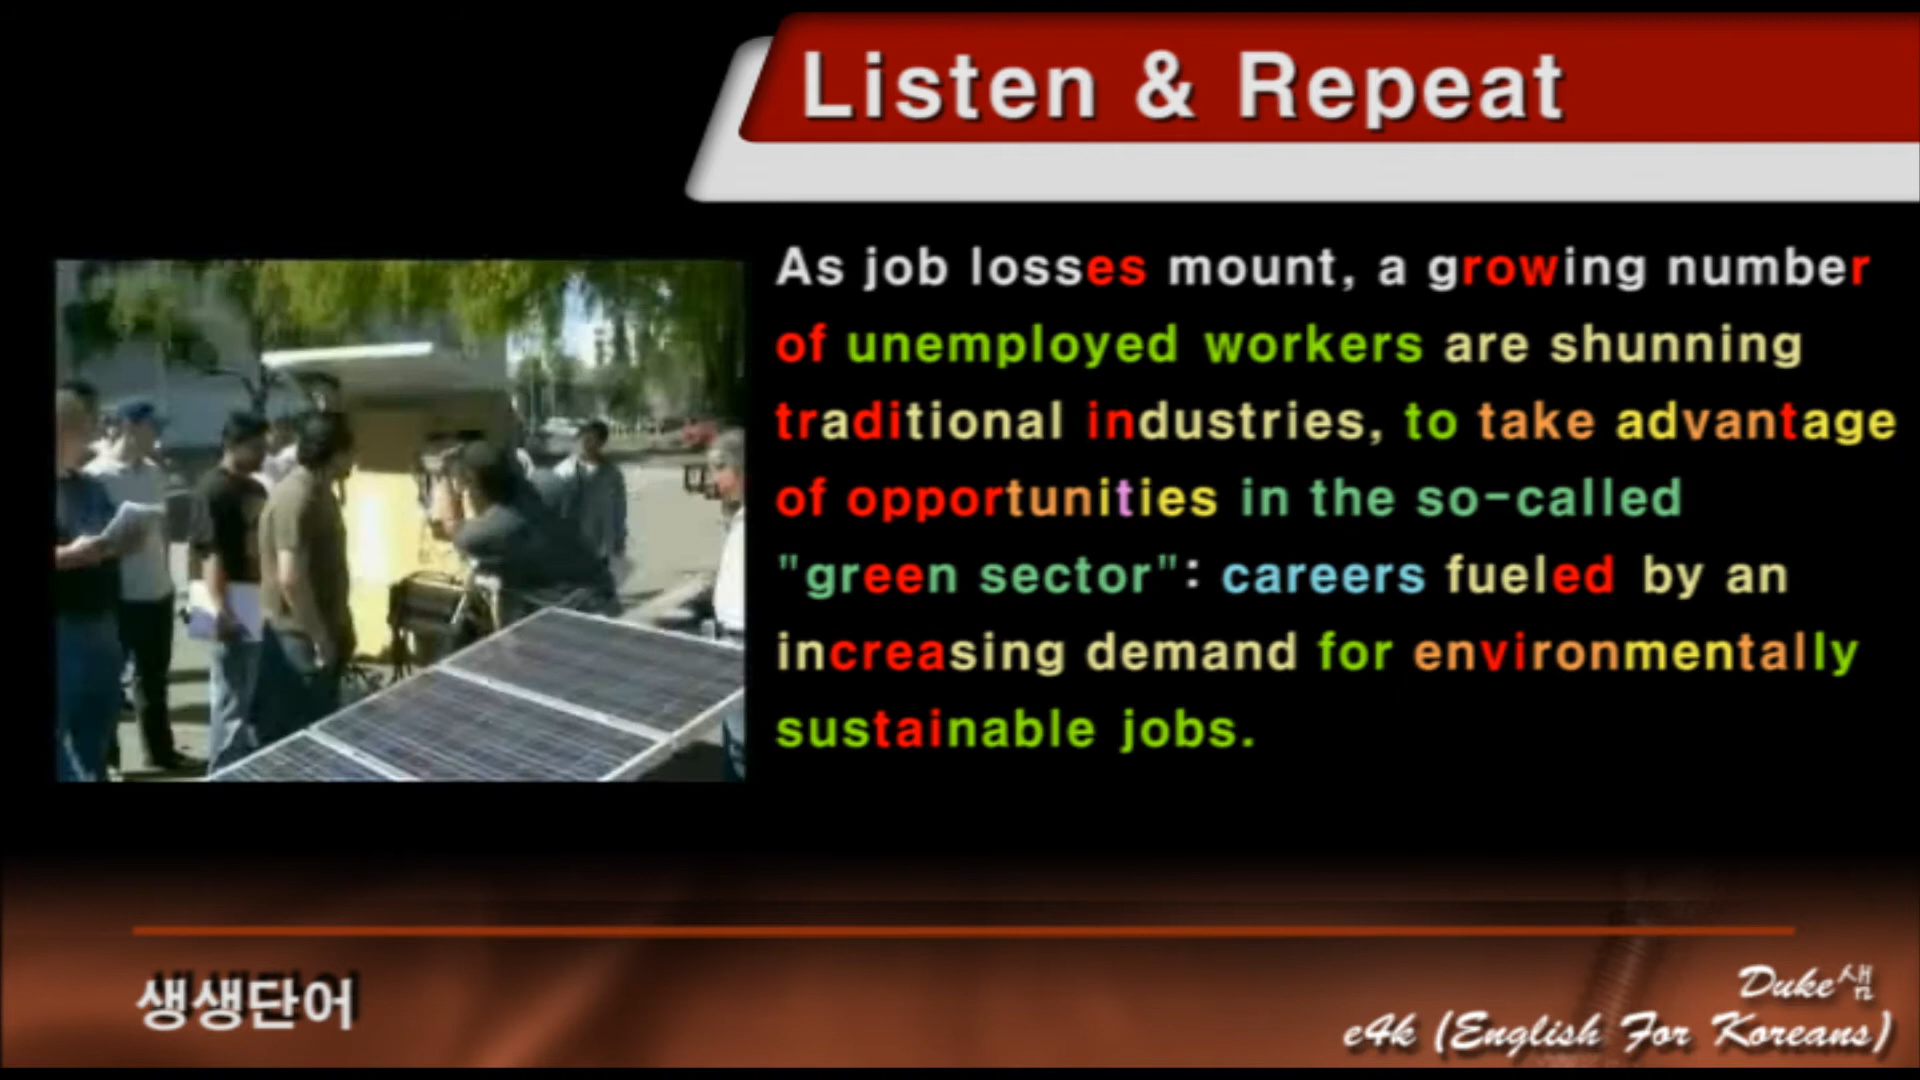 Listen & Repeat
As job losses mount, a growing number
of unemployed workers are shunning
traditional industries, to take advantage
of opportunities in the so-called
"green sector": careers fueled by an
increasing demand for environmentally
sustainable jobs.
생생단어
Duke샘
e4k (English For Koreans)